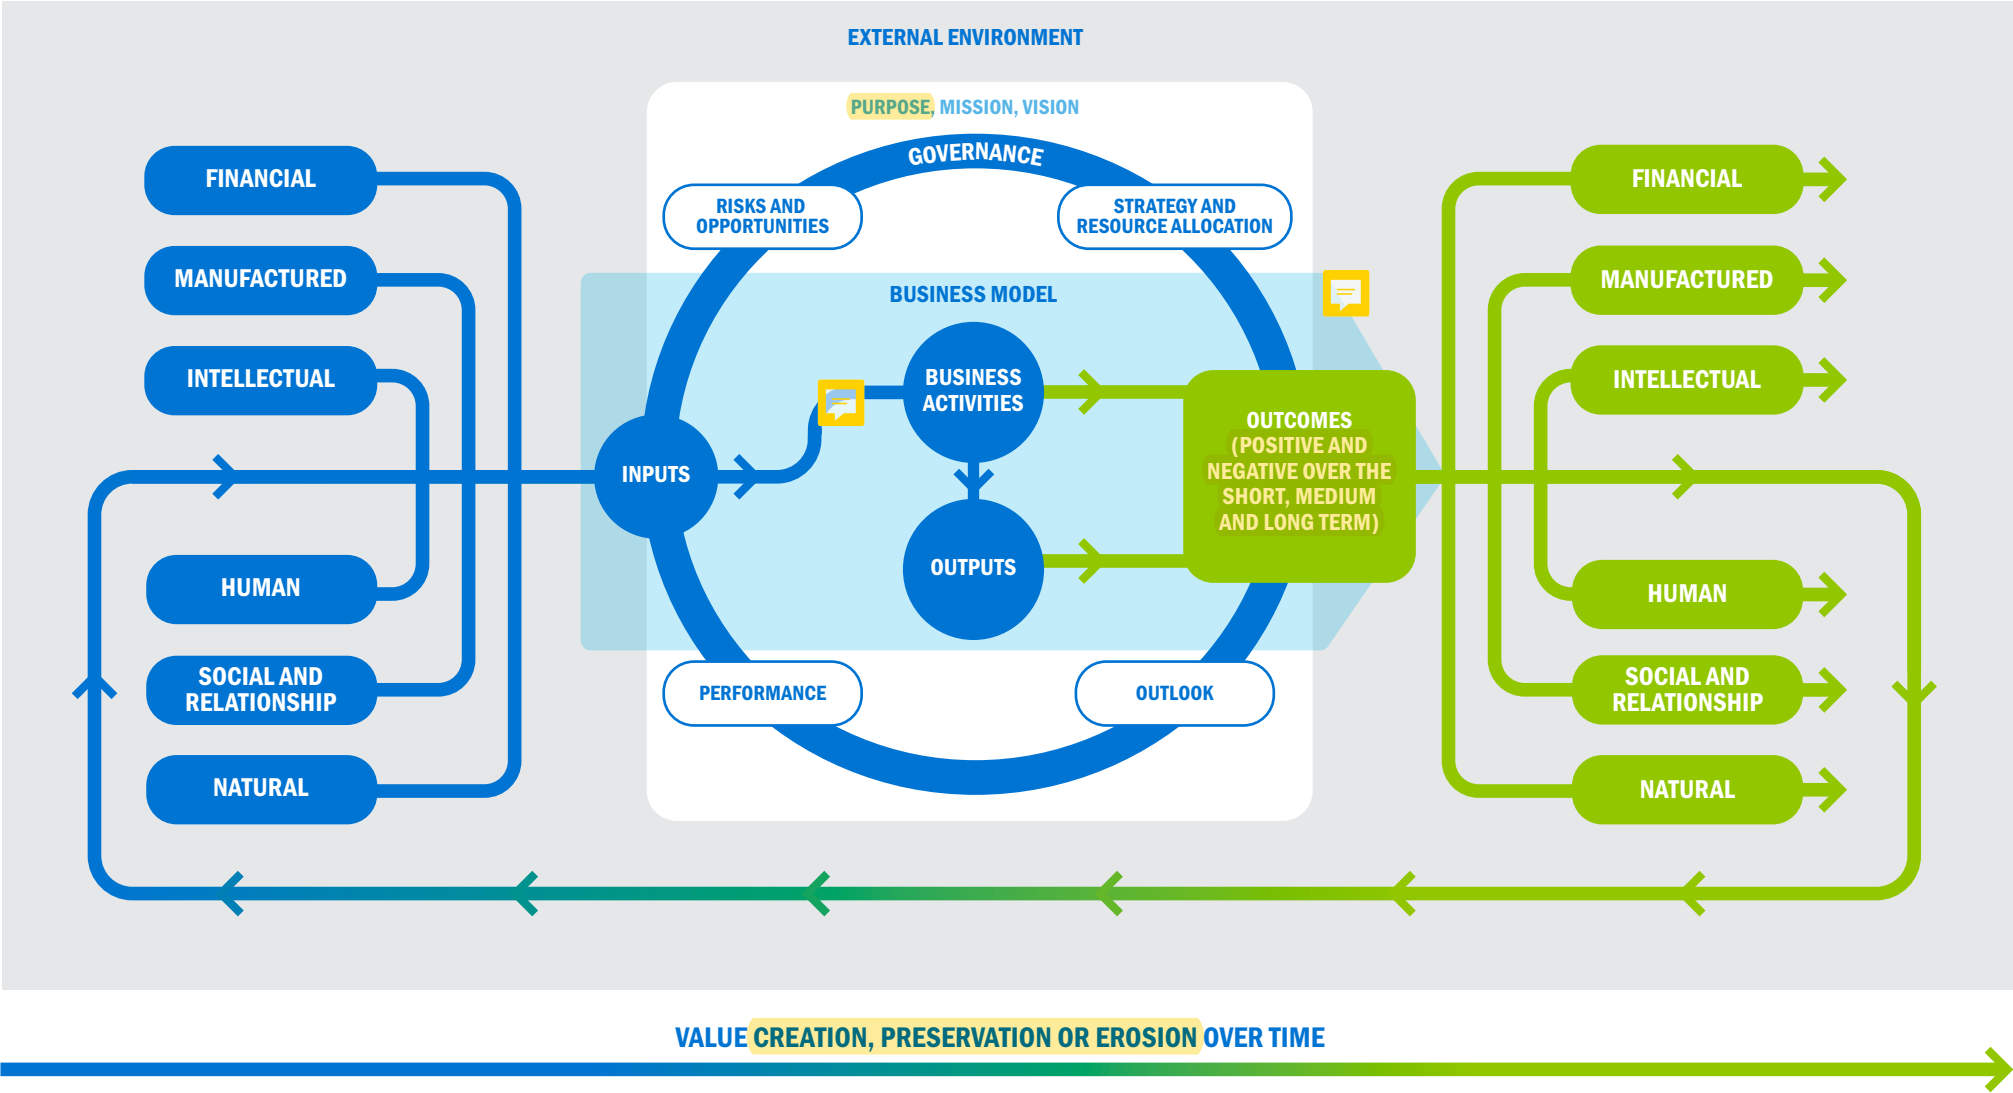 EXTERNAL ENVIRONMENT
PURPOSE, MISSION, VISION
GOVERNANCE
FINANCIAL
MANUFACTURED
INTELLECTUAL
HUMAN
SOCIAL AND
RELATIONSHIP
NATURAL
RISKS AND
OPPORTUNITIES
STRATEGY AND
RESOURCE ALLOCATION
BUSINESS MODEL
INPUTS
BUSINESS
ACTIVITIES
OUTPUTS
OUTCOMES
(POSITIVE AND
NEGATIVE OVER THE
SHORT, MEDIUM
AND LONG TERM)
PERFORMANCE
OUTLOOK
FINANCIAL
MANUFACTURED
INTELLECTUAL
HUMAN
SOCIAL AND
RELATIONSHIP
NATURAL
VALUE CREATION, PRESERVATION OR EROSION OVER TIME